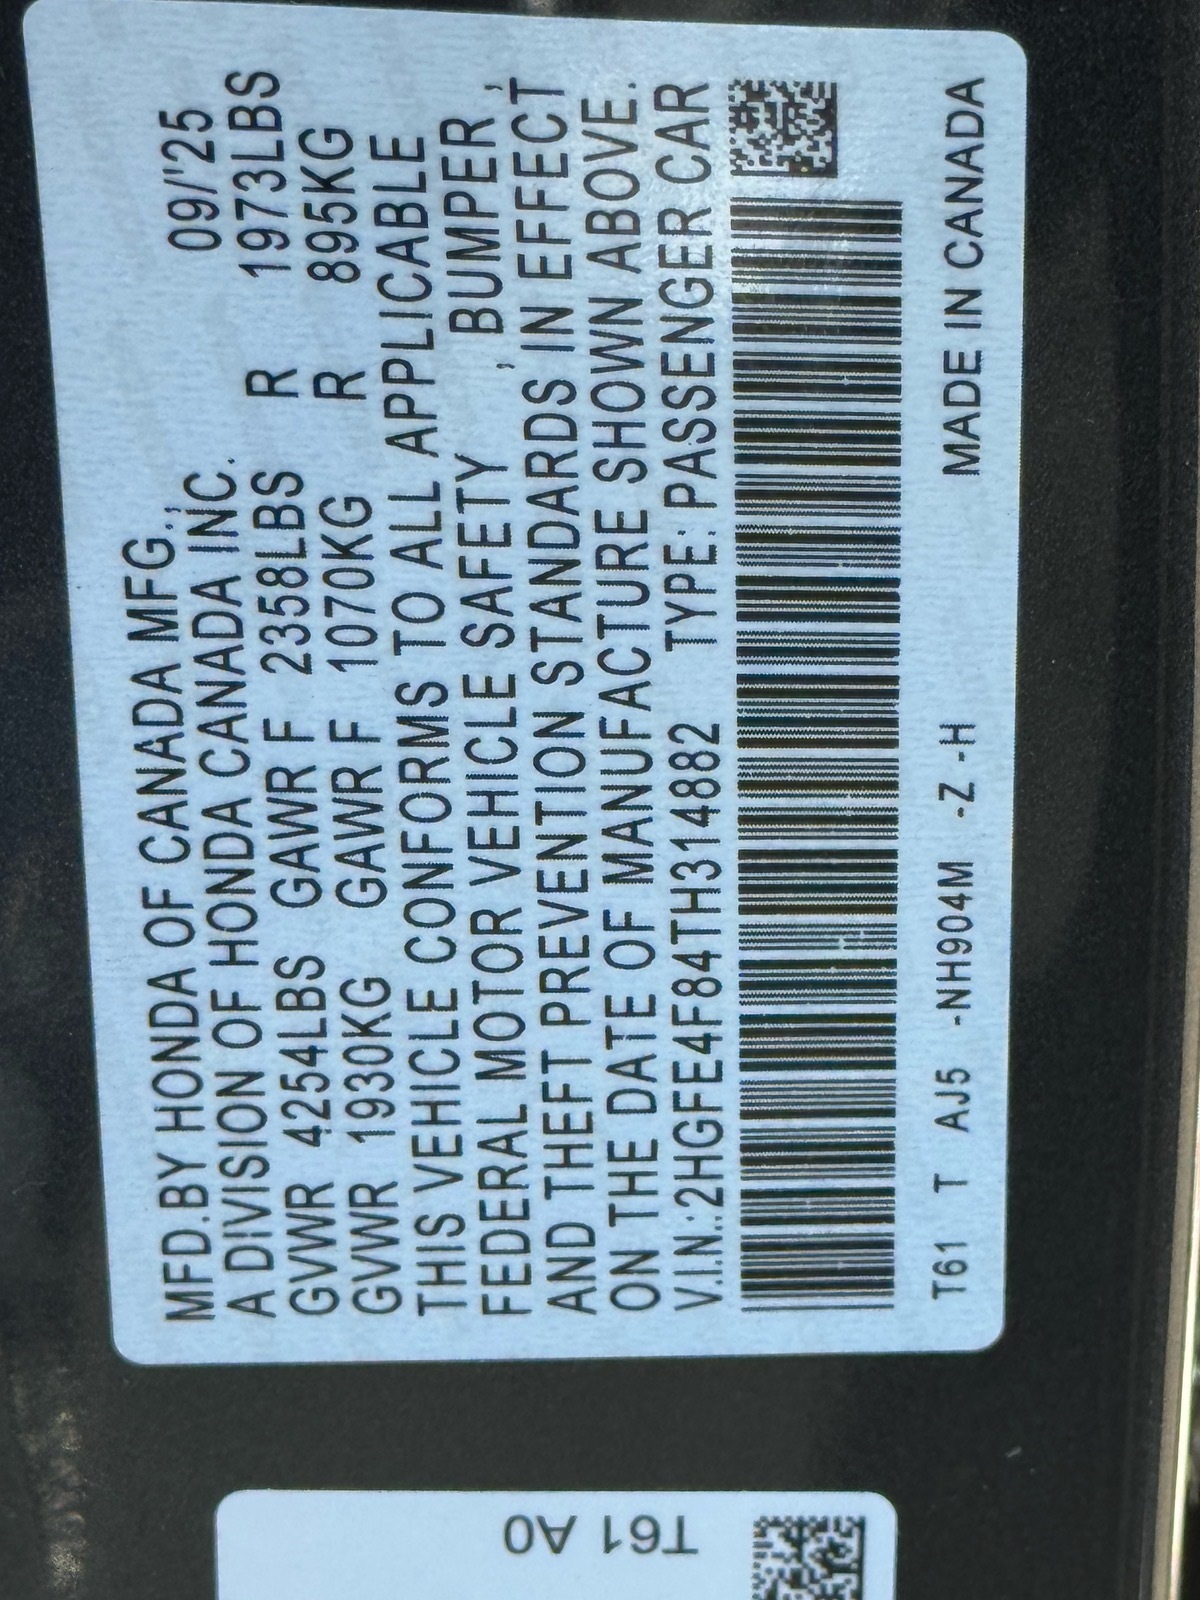 MFD.BY HONDA OF CANADA MFG.,
A DIVISION OF HONDA CANADA INC. 09/'25
GVWR 4254LBS GAWR F 2358LBS R 1973LBS
GVWR 1930KG GAWR F 1070KG R 895KG
THIS VEHICLE CONFORMS TO ALL APPLICABLE
FEDERAL MOTOR VEHICLE SAFETY , BUMPER ,
AND THEFT PREVENTION STANDARDS IN EFFECT
ON THE DATE OF MANUFACTURE SHOWN ABOVE.
V.I.N.:2HGFE4F84TH314882 TYPE:PASSENGER CAR
T61 T AJ5 -NH904M -Z -H MADE IN CANADA
T61 A0